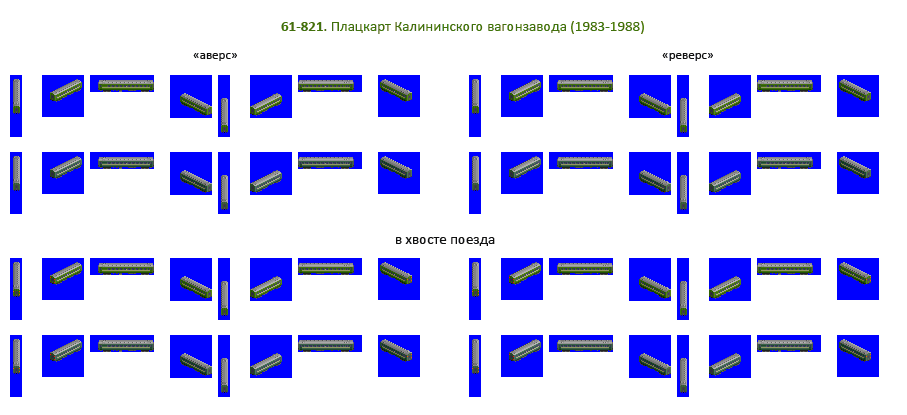 61-821. Плацкарт Калининского вагонзавода (1983-1988)
«аверс» «реверс»
в хвосте поезда